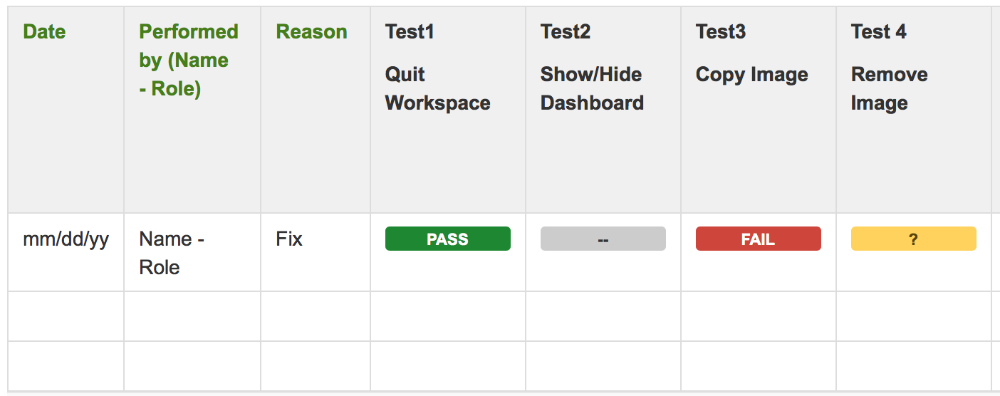 Date
Performed
by (Name
- Role)
Reason
Test1
Quit
Workspace
Test2
Show/Hide
Dashboard
Test3
Copy Image
Test 4
Remove
Image
mm/dd/yy
Name -
Role
Fix
PASS
--
FAIL
?